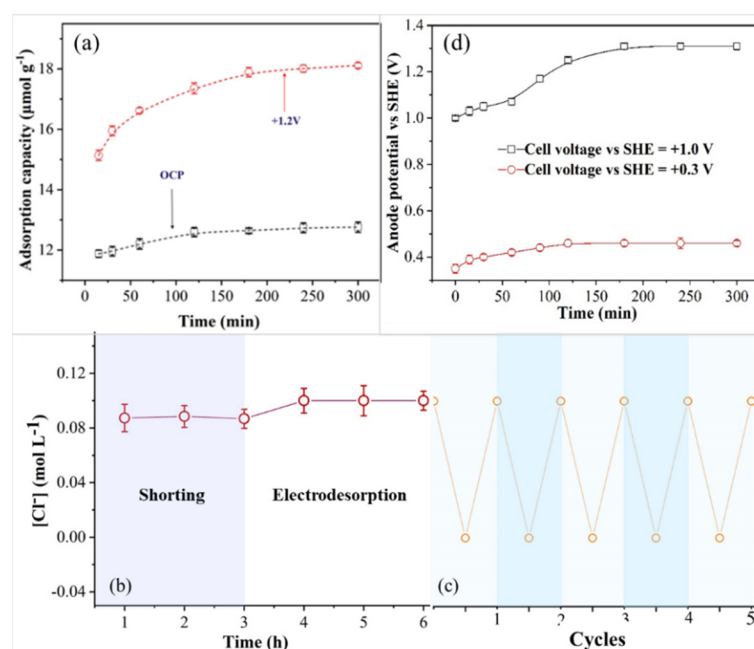 (a)
Adsorption capacity (μmol g⁻¹)
18
16
14
12
+1.2V
OCP
0 50 100 150 200 250 300
Time (min)
(d)
Anode potential vs SHE (V)
1.4
1.2
1.0
0.8
0.6
0.4
Cell voltage vs SHE = +1.0 V
Cell voltage vs SHE = +0.3 V
0 50 100 150 200 250 300
Time (min)
[Cl⁻] (mol L⁻¹)
0.12
0.08
0.04
0.00
-0.04
Shorting
Electrodesorption
(b)
1 2 3 4 5 6
Time (h)
(c)
1 2 3 4 5
Cycles